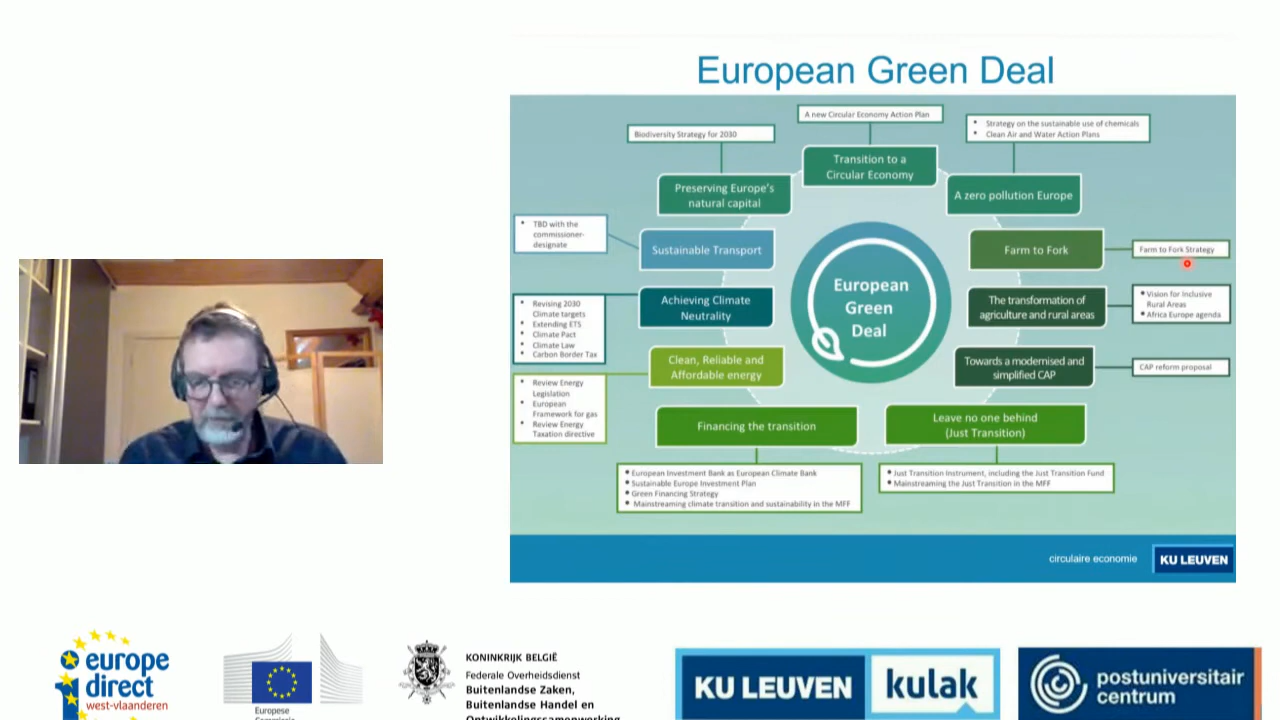 European Green Deal
A new Circular Economy Action Plan
Biodiversity Strategy for 2030
• Strategy on the sustainable use of chemicals
• Clean Air and Water Action Plans
Transition to a
Circular Economy
Preserving Europe's
natural capital
A zero pollution Europe
• TBD with the
commissioner-
designate
Sustainable Transport
Farm to Fork
Farm to Fork Strategy
European
Green
Deal
• Revising 2030
Climate targets
• Extending ETS
• Climate Pact
• Climate Law
• Carbon Border Tax
Achieving Climate
Neutrality
The transformation of
agriculture and rural areas
• Vision for Inclusive
Rural Areas
• Africa Europe agenda
Clean, Reliable and
Affordable energy
Towards a modernised and
simplified CAP
CAP reform proposal
• Review Energy
Legislation
• European
Framework for gas
• Review Energy
Taxation directive
Financing the transition
Leave no one behind
(Just Transition)
• European Investment Bank as European Climate Bank
• Sustainable Europe Investment Plan
• Green Financing Strategy
• Mainstreaming climate transition and sustainability in the MFF
• Just Transition Instrument, including the Just Transition Fund
• Mainstreaming the Just Transition in the MFF
circulaire economie
KU LEUVEN
europe
direct
west-vlaanderen
Europese
Commissie
KONINKRIJK BELGIË
Federale Overheidsdienst
Buitenlandse Zaken,
Buitenlandse Handel en
Ontwikkelingssamenwerking
KU LEUVEN
kulak
postuniversitair
centrum